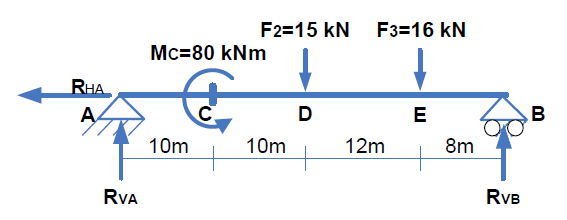 F2=15 kN F3=16 kN
Mc=80 kNm
RHA
A C D E B
10m 10m 12m 8m
RVA RVB